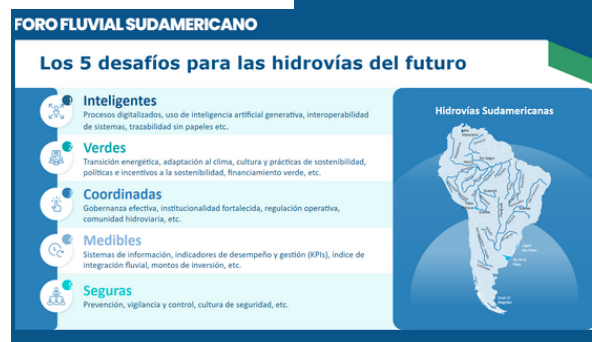 FORO FLUVIAL SUDAMERICANO
Los 5 desafíos para las hidrovías del futuro
Inteligentes
Procesos digitalizados, uso de inteligencia artificial generativa, interoperabilidad
de sistemas, trazabilidad sin papeles etc.
Verdes
Transición energética, adaptación al clima, cultura y prácticas de sostenibilidad,
políticas e incentivos a la sostenibilidad, financiamiento verde, etc.
Coordinadas
Gobernanza efectiva, institucionalidad fortalecida, regulación operativa,
comunidad hidroviaria, etc.
Medibles
Sistemas de información, indicadores de desempeño y gestión (KPIs), índice de
integración fluvial, montos de inversión, etc.
Seguras
Prevención, vigilancia y control, cultura de seguridad, etc.
Hidrovías Sudamericanas